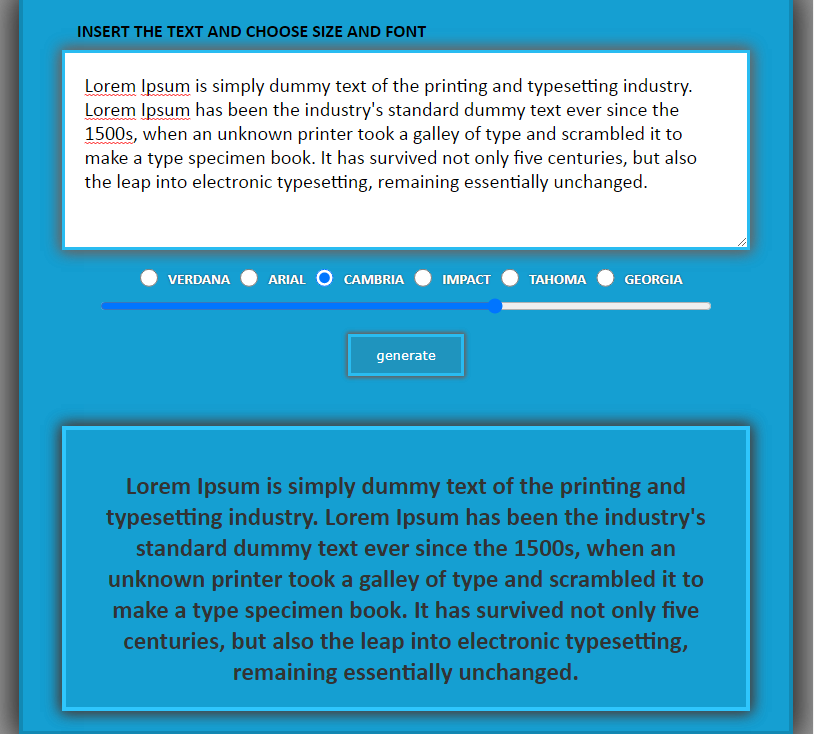 INSERT THE TEXT AND CHOOSE SIZE AND FONT
Lorem Ipsum is simply dummy text of the printing and typesetting industry.
Lorem Ipsum has been the industry's standard dummy text ever since the
1500s, when an unknown printer took a galley of type and scrambled it to
make a type specimen book. It has survived not only five centuries, but also
the leap into electronic typesetting, remaining essentially unchanged.
VERDANA ARIAL CAMBRIA IMPACT TAHOMA GEORGIA
generate
Lorem Ipsum is simply dummy text of the printing and
typesetting industry. Lorem Ipsum has been the industry's
standard dummy text ever since the 1500s, when an
unknown printer took a galley of type and scrambled it to
make a type specimen book. It has survived not only five
centuries, but also the leap into electronic typesetting,
remaining essentially unchanged.